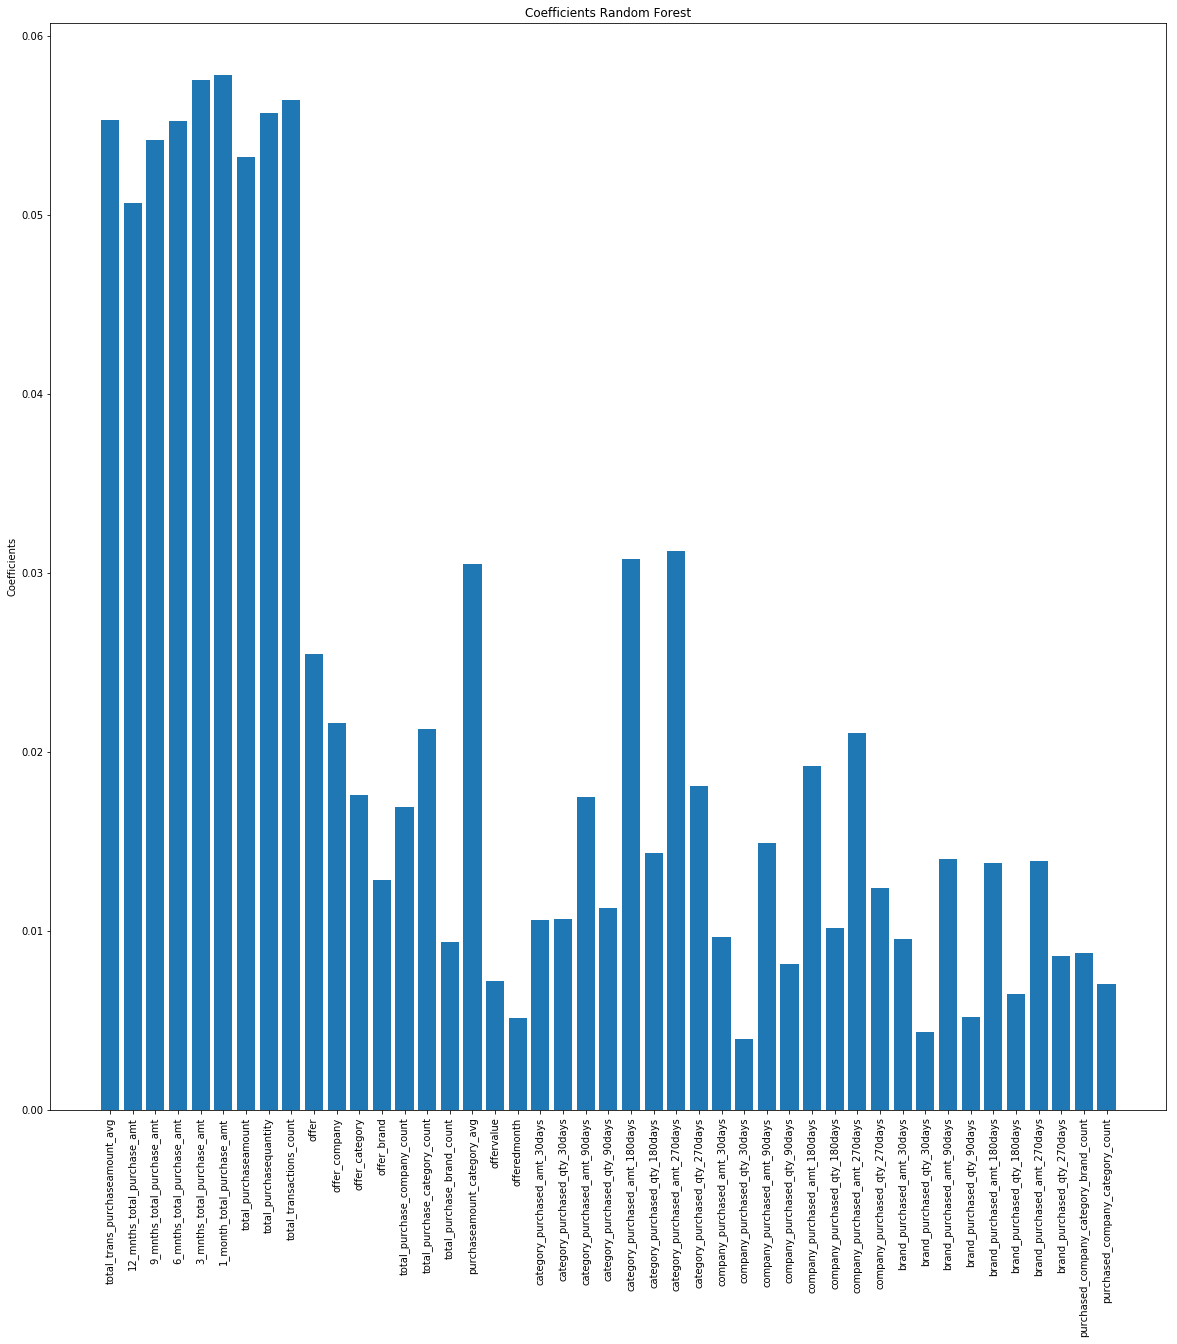 Coefficients Random Forest
0.06
0.05
0.04
0.03
0.02
0.01
0.00
Coefficients
total_trans_purchaseamount_avg
12_mnths_total_purchase_amt
9_mnths_total_purchase_amt
6_mnths_total_purchase_amt
3_mnths_total_purchase_amt
1_month_total_purchase_amt
total_purchaseamount
total_purchasequantity
total_transactions_count
offer
offer_company
offer_category
offer_brand
total_purchase_company_count
total_purchase_category_count
total_purchase_brand_count
purchaseamount_category_avg
offervalue
offeredmonth
category_purchased_amt_30days
category_purchased_qty_30days
category_purchased_amt_90days
category_purchased_qty_90days
category_purchased_amt_180days
category_purchased_qty_180days
category_purchased_amt_270days
category_purchased_qty_270days
company_purchased_amt_30days
company_purchased_qty_30days
company_purchased_amt_90days
company_purchased_qty_90days
company_purchased_amt_180days
company_purchased_qty_180days
company_purchased_amt_270days
company_purchased_qty_270days
brand_purchased_amt_30days
brand_purchased_qty_30days
brand_purchased_amt_90days
brand_purchased_qty_90days
brand_purchased_amt_180days
brand_purchased_qty_180days
brand_purchased_amt_270days
brand_purchased_qty_270days
purchased_company_category_brand_count
purchased_company_category_count